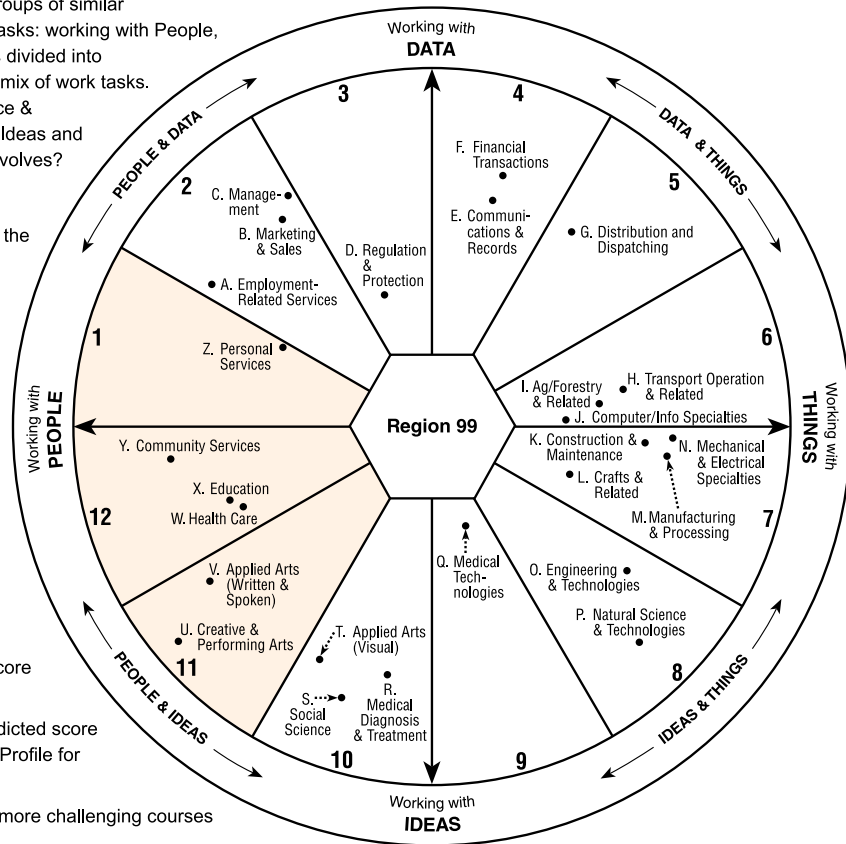 roups of similar
asks: working with People,
s divided into
mix of work tasks.
ce &
Ideas and
volves?
the
core
dicted score
Profile for
more challenging courses
Working with
DATA
PEOPLE & DATA
DATA & THINGS
Working with
PEOPLE
Working with
THINGS
PEOPLE & IDEAS
IDEAS & THINGS
Working with
IDEAS
Region 99
1
Z. Personal
Services
2
C. Manage-
ment
B. Marketing
& Sales
A. Employment-
Related Services
3
D. Regulation
&
Protection
4
F. Financial
Transactions
E. Communi-
cations &
Records
5
G. Distribution and
Dispatching
6
H. Transport Operation
& Related
I. Ag/Forestry
& Related
J. Computer/Info Specialties
K. Construction &
Maintenance
N. Mechanical
& Electrical
Specialties
L. Crafts &
Related
M. Manufacturing
& Processing
7
O. Engineering
& Technologies
P. Natural Science
& Technologies
8
Q. Medical
Tech-
nologies
9
T. Applied Arts
(Visual)
S.
Social
Science
R.
Medical
Diagnosis
& Treatment
10
V. Applied Arts
(Written &
Spoken)
U. Creative &
Performing Arts
11
Y. Community Services
X. Education
W. Health Care
12